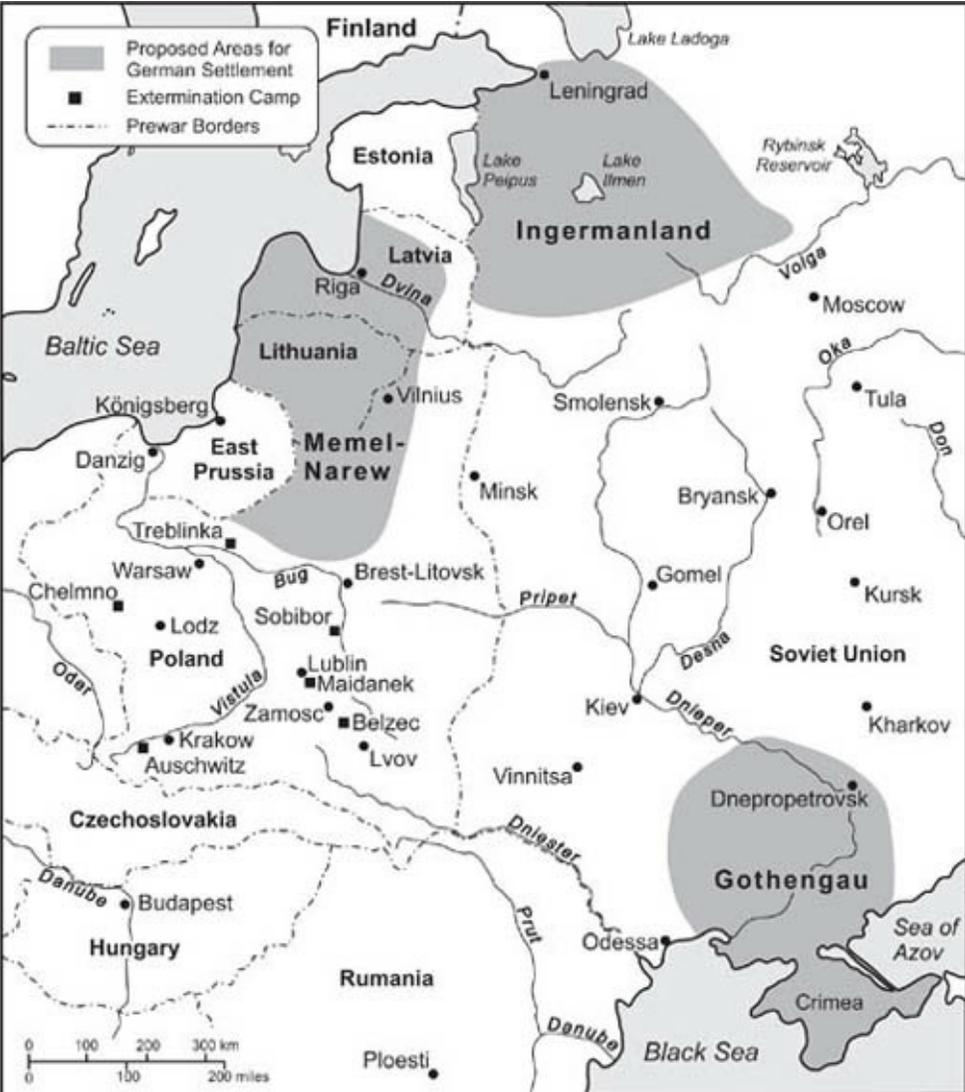 Finland
Lake Ladoga
Proposed Areas for
German Settlement
Extermination Camp
Prewar Borders
Leningrad
Estonia
Lake
Peipus
Lake
Ilmen
Rybinsk
Reservoir
Ingermanland
Latvia
Riga
Dvina
Volga
Moscow
Baltic Sea
Lithuania
Oka
Königsberg
Vilnius
Smolensk
Tula
East
Prussia
Memel-
Narew
Don
Danzig
Minsk
Bryansk
Orel
Treblinka
Warsaw
Bug
Brest-Litovsk
Gomel
Kursk
Chelmno
Pripet
Sobibor
Lodz
Poland
Desna
Soviet Union
Oder
Lublin
Maidanek
Vistula
Zamosc
Belzec
Kiev
Dnieper
Kharkov
Krakow
Auschwitz
Lvov
Vinnitsa
Dnepropetrovsk
Czechoslovakia
Dniester
Danube
Budapest
Gothengau
Prut
Hungary
Odessa
Sea of
Azov
Rumania
Crimea
0 100 200 300 km
0 100 200 miles
Danube
Black Sea
Ploesti